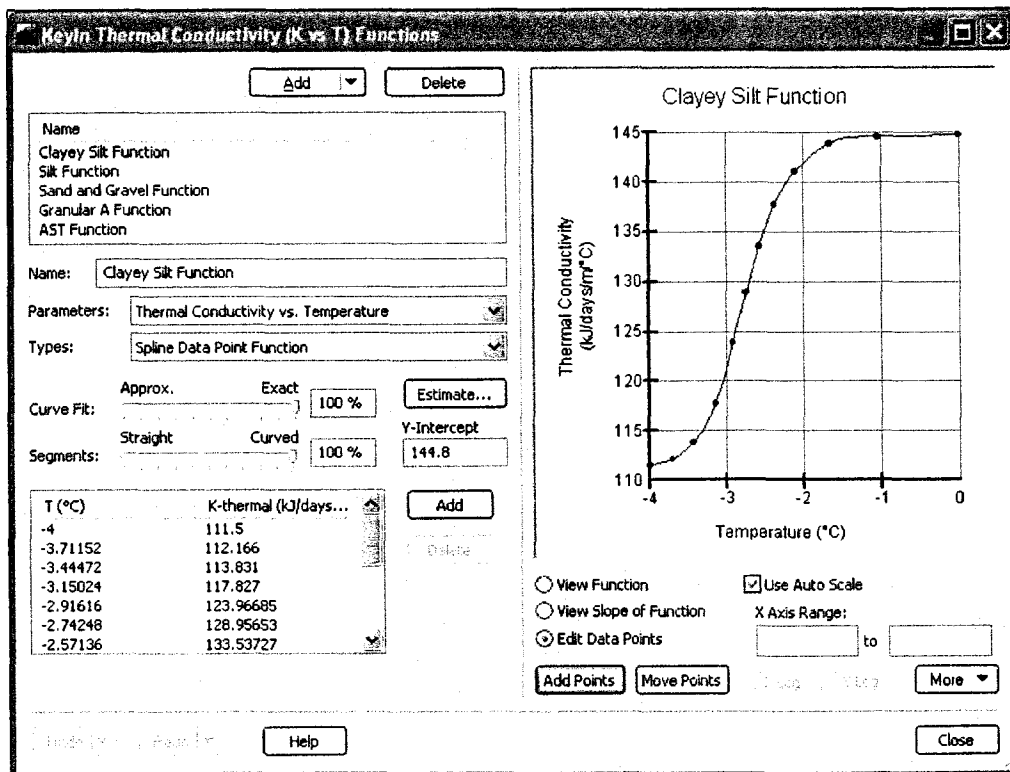 KeyIn Thermal Conductivity (K vs T) Functions
Add Delete
Name
Clayey Silt Function
Silt Function
Sand and Gravel Function
Granular A Function
AST Function
Name: Clayey Silt Function
Parameters: Thermal Conductivity vs. Temperature
Types: Spline Data Point Function
Approx. Exact
Curve Fit: 100 % Estimate...
Straight Curved Y-Intercept
Segments: 100 % 144.8
T (°C) K-thermal (kJ/days... Add
-4 111.5
-3.71152 112.166 Delete
-3.44472 113.831
-3.15024 117.827
-2.91616 123.96685
-2.74248 128.95653
-2.57136 133.53727
Help
Clayey Silt Function
145
140
135
130
125
120
115
110
Thermal Conductivity
(kJ/days/m/°C)
-4 -3 -2 -1 0
Temperature (°C)
View Function Use Auto Scale
View Slope of Function X Axis Range:
Edit Data Points to
Add Points Move Points More
Close